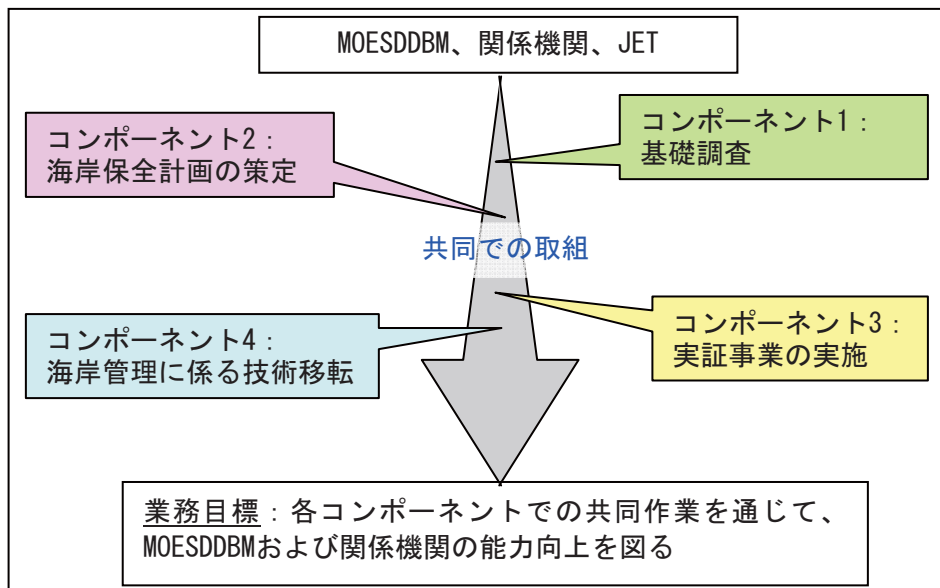 MOESDDBM、関係機関、JET
コンポーネント1：
基礎調査
コンポーネント2：
海岸保全計画の策定
共同での取組
コンポーネント3：
実証事業の実施
コンポーネント4：
海岸管理に係る技術移転
業務目標：各コンポーネントでの共同作業を通じて、
MOESDDBMおよび関係機関の能力向上を図る